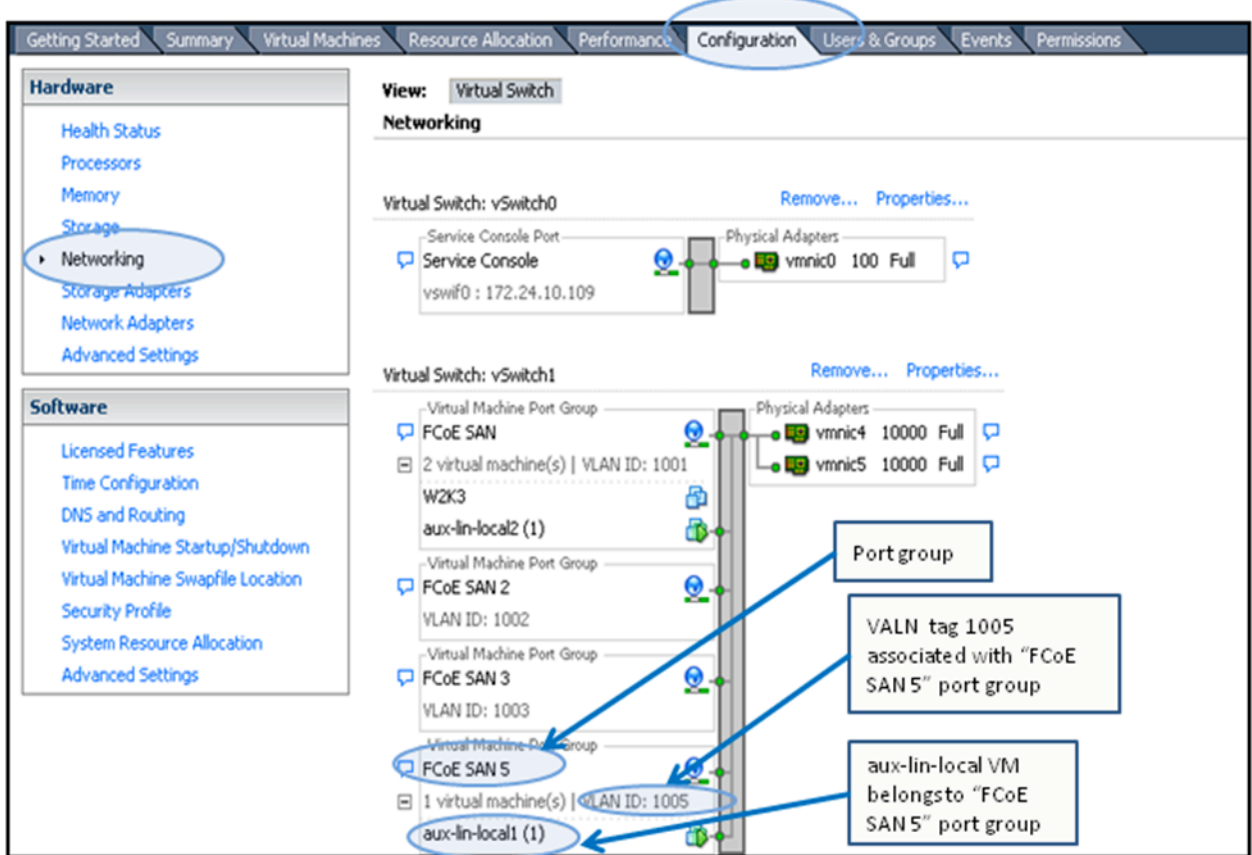 Getting Started Summary Virtual Machines Resource Allocation Performance Configuration Users & Groups Events Permissions
Hardware
Health Status
Processors
Memory
Storage
Networking
Storage Adapters
Network Adapters
Advanced Settings
Software
Licensed Features
Time Configuration
DNS and Routing
Virtual Machine Startup/Shutdown
Virtual Machine Swapfile Location
Security Profile
System Resource Allocation
Advanced Settings
View: Virtual Switch
Networking
Virtual Switch: vSwitch0 Remove... Properties...
Service Console Port Physical Adapters
Service Console vmnic0 100 Full
vswif0 : 172.24.10.109
Virtual Switch: vSwitch1 Remove... Properties...
Virtual Machine Port Group Physical Adapters
FCoE SAN vmnic4 10000 Full
2 virtual machine(s) | VLAN ID: 1001 vmnic5 10000 Full
W2K3
aux-lin-local2 (1)
Virtual Machine Port Group
FCoE SAN 2
VLAN ID: 1002
Virtual Machine Port Group
FCoE SAN 3
VLAN ID: 1003
Virtual Machine Port Group
FCoE SAN 5
1 virtual machine(s) | VLAN ID: 1005
aux-lin-local1 (1)
Port group
VALN tag 1005
associated with “FCoE
SAN 5” port group
aux-lin-local VM
belongsto “FCoE
SAN 5” port group